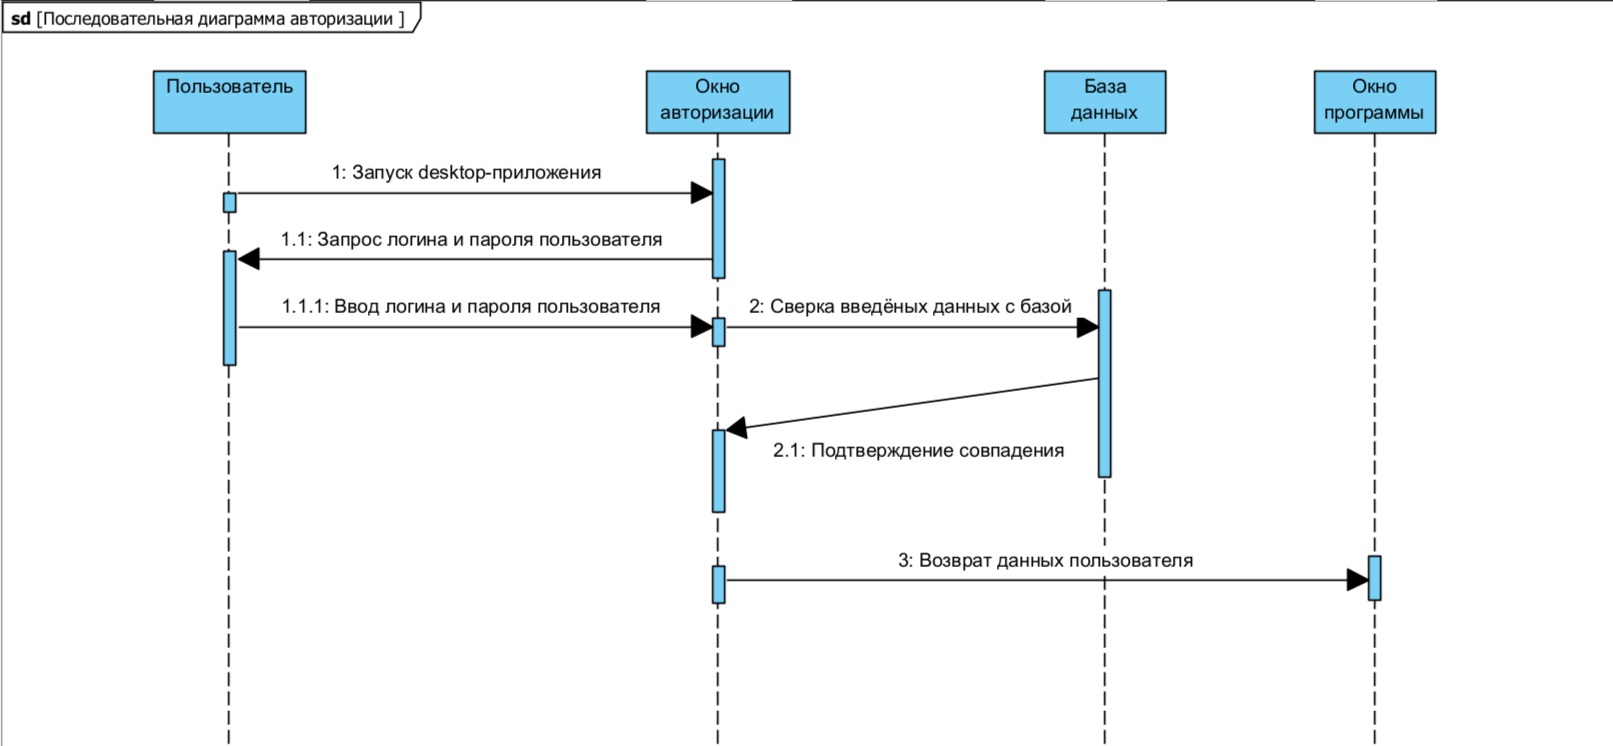 sd [Последовательная диаграмма авторизации ]
Пользователь
Окно
авторизации
База
данных
Окно
программы
1: Запуск desktop-приложения
1.1: Запрос логина и пароля пользователя
1.1.1: Ввод логина и пароля пользователя
2: Сверка введёных данных с базой
2.1: Подтверждение совпадения
3: Возврат данных пользователя